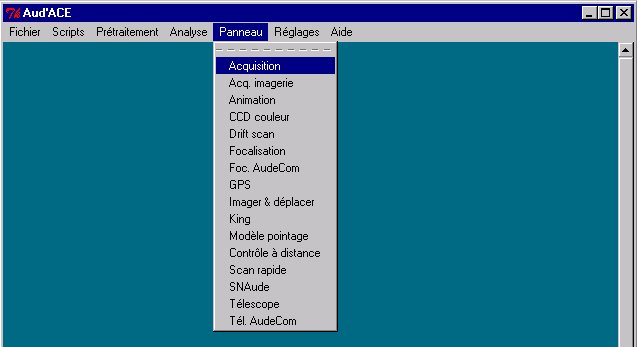 Aud'ACE
Fichier Scripts Prétraitement Analyse Panneau Réglages Aide
Acquisition
Acq. imagerie
Animation
CCD couleur
Drift scan
Focalisation
Foc. AudeCom
GPS
Imager & déplacer
King
Modèle pointage
Contrôle à distance
Scan rapide
SNAude
Télescope
Tél. AudeCom